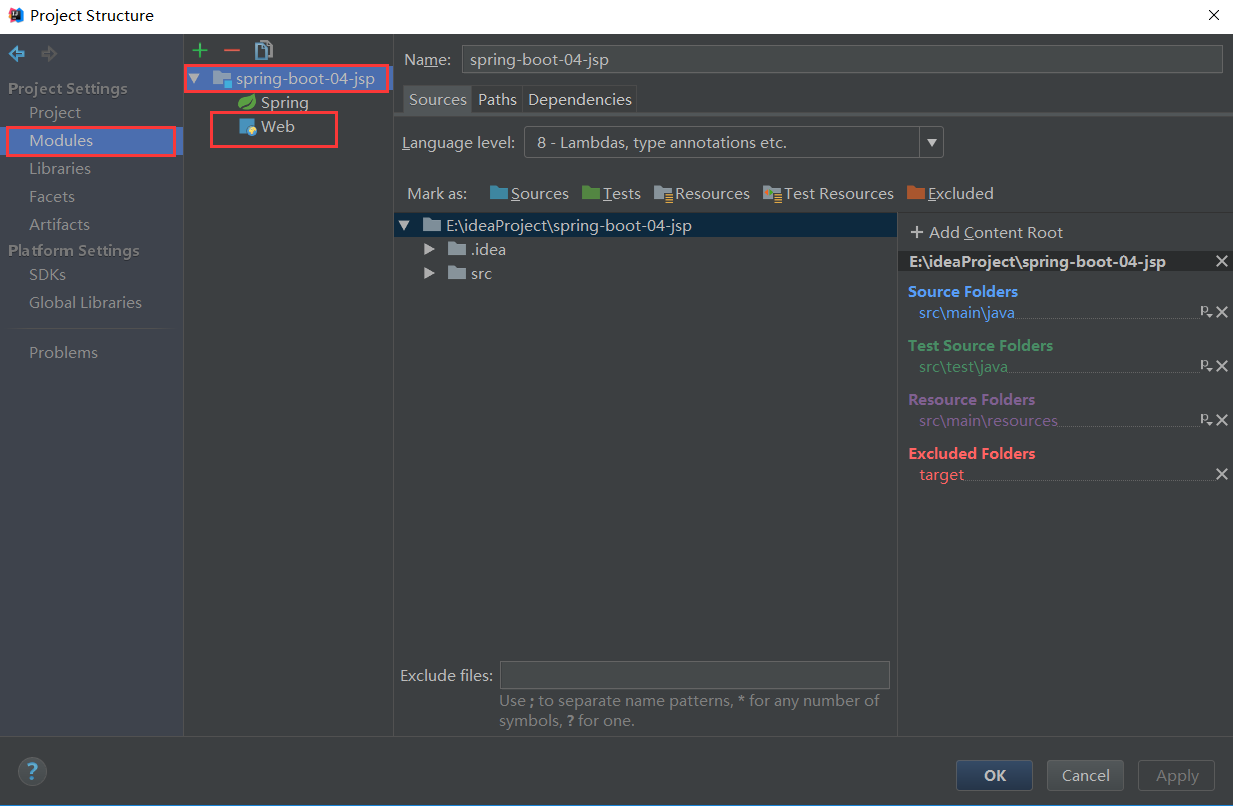 Project Structure
Project Settings
Project
Modules
Libraries
Facets
Artifacts
Platform Settings
SDKs
Global Libraries
Problems
spring-boot-04-jsp
Spring
Web
Name: spring-boot-04-jsp
Sources Paths Dependencies
Language level: 8 - Lambdas, type annotations etc.
Mark as: Sources Tests Resources Test Resources Excluded
E:\ideaProject\spring-boot-04-jsp
.idea
src
+ Add Content Root
E:\ideaProject\spring-boot-04-jsp
Source Folders
src\main\java
Test Source Folders
src\test\java
Resource Folders
src\main\resources
Excluded Folders
target
Exclude files:
Use ; to separate name patterns, * for any number of
symbols, ? for one.
?
OK Cancel Apply